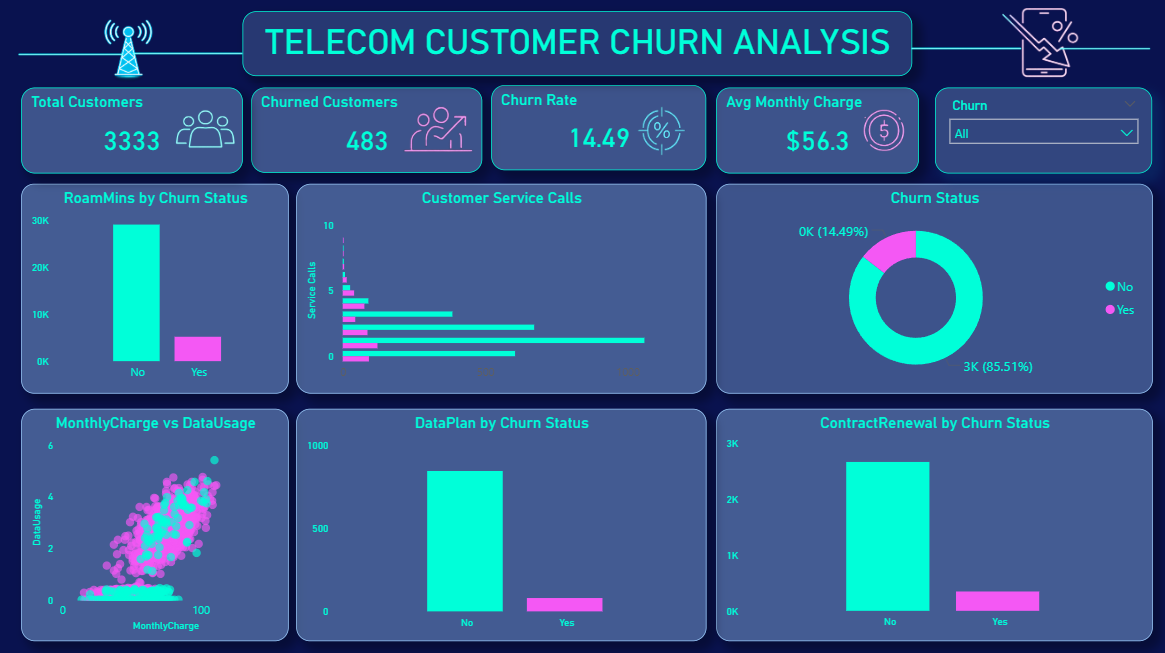 TELECOM CUSTOMER CHURN ANALYSIS
Total Customers
3333
Churned Customers
483
Churn Rate
14.49
%
Avg Monthly Charge
$56.3
$
Churn
All
%
RoamMins by Churn Status
30K
20K
10K
0K
No
Yes
Customer Service Calls
Service Calls
10
5
0
Churn Status
0K (14.49%)
3K (85.51%)
No
Yes
MonthlyCharge vs DataUsage
DataUsage
6
4
2
0
0
100
MonthlyCharge
DataPlan by Churn Status
1000
500
0
No
Yes
ContractRenewal by Churn Status
3K
2K
1K
0K
No
Yes